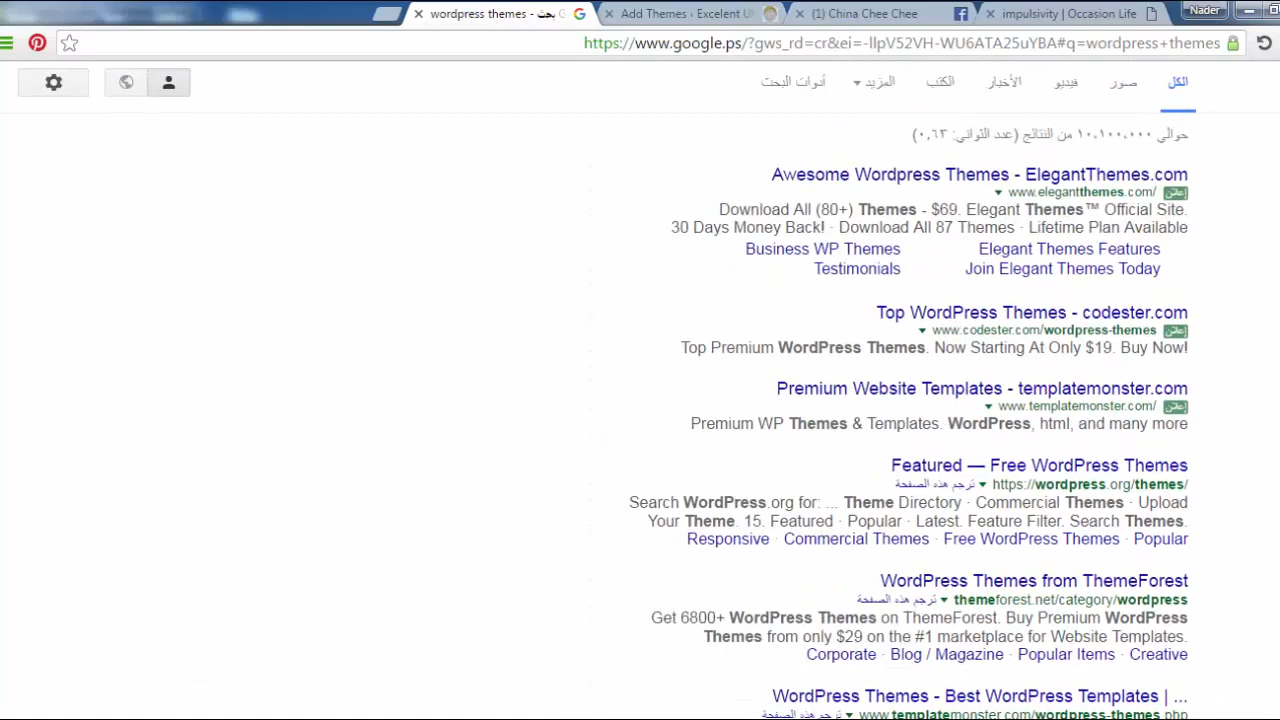 wordpress themes - بحث G
Add Themes ‹ Excelent
(1) China Chee Chee
impulsivity | Occasion Life
Nader
https://www.google.ps/?gws_rd=cr&ei=-llpV52VH-WU6ATA25uYBA#q=wordpress+themes
الكل صور فيديو الأخبار الكتب المزيد أدوات البحث
حوالي ١٠,١٠٠,٠٠٠ من النتائج (عدد الثواني: ٠,٦٣)
Awesome Wordpress Themes - ElegantThemes.com
إعلان www.elegantthemes.com/
Download All (80+) Themes - $69. Elegant Themes™ Official Site.
30 Days Money Back! · Download All 87 Themes · Lifetime Plan Available
Business WP Themes Elegant Themes Features
Testimonials Join Elegant Themes Today
Top WordPress Themes - codester.com
إعلان www.codester.com/wordpress-themes
Top Premium WordPress Themes. Now Starting At Only $19. Buy Now!
Premium Website Templates - templatemonster.com
إعلان www.templatemonster.com/
Premium WP Themes & Templates. WordPress, html, and many more
Featured — Free WordPress Themes
https://wordpress.org/themes/ ترجم هذه الصفحة
Search WordPress.org for: ... Theme Directory · Commercial Themes · Upload
Your Theme. 15. Featured · Popular · Latest. Feature Filter. Search Themes.
Responsive · Commercial Themes · Free WordPress Themes · Popular
WordPress Themes from ThemeForest
themeforest.net/category/wordpress ترجم هذه الصفحة
Get 6800+ WordPress Themes on ThemeForest. Buy Premium WordPress
Themes from only $29 on the #1 marketplace for Website Templates.
Corporate · Blog / Magazine · Popular Items · Creative
WordPress Themes - Best WordPress Templates | ...
www.templatemonster.com/wordpress-themes.php ترجم هذه الصفحة